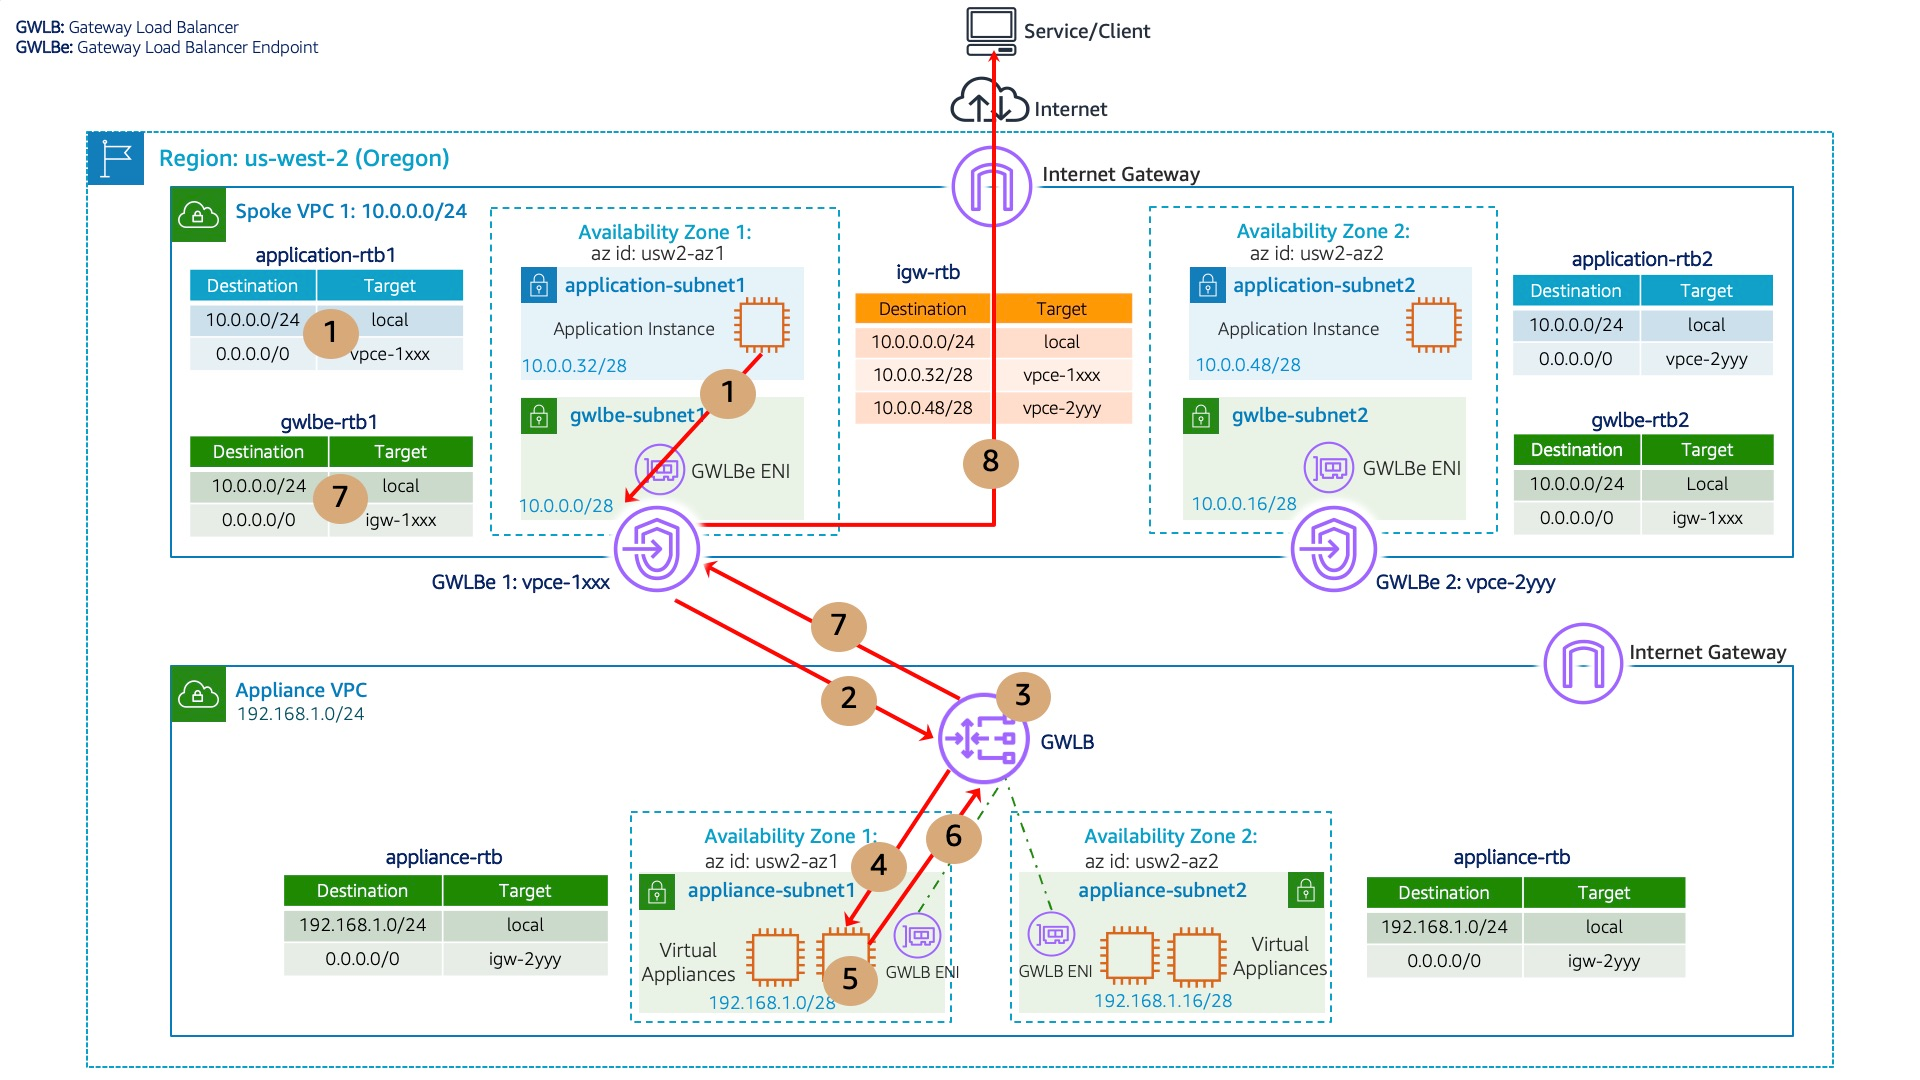 GWLB: Gateway Load Balancer
GWLBe: Gateway Load Balancer Endpoint
Service/Client
Internet
Region: us-west-2 (Oregon)
Internet Gateway
Spoke VPC 1: 10.0.0.0/24
application-rtb1
Destination Target
10.0.0.0/24 local
0.0.0.0/0 vpce-1xxx
1
gwlbe-rtb1
Destination Target
10.0.0.0/24 local
0.0.0.0/0 igw-1xxx
7
Availability Zone 1:
az id: usw2-az1
application-subnet1
Application Instance
10.0.0.32/28
1
gwlbe-subnet1
GWLBe ENI
10.0.0.0/28
igw-rtb
Destination Target
10.0.0.0.0/24 local
10.0.0.32/28 vpce-1xxx
10.0.0.48/28 vpce-2yyy
8
Availability Zone 2:
az id: usw2-az2
application-subnet2
Application Instance
10.0.0.48/28
gwlbe-subnet2
GWLBe ENI
10.0.0.16/28
application-rtb2
Destination Target
10.0.0.0/24 local
0.0.0.0/0 vpce-2yyy
gwlbe-rtb2
Destination Target
10.0.0.0/24 Local
0.0.0.0/0 igw-1xxx
GWLBe 1: vpce-1xxx
GWLBe 2: vpce-2yyy
7
2
Internet Gateway
Appliance VPC
192.168.1.0/24
3
GWLB
6
4
appliance-rtb
Destination Target
192.168.1.0/24 local
0.0.0.0/0 igw-2yyy
Availability Zone 1:
az id: usw2-az1
appliance-subnet1
Virtual
Appliances
5
GWLB ENI
192.168.1.0/28
Availability Zone 2:
az id: usw2-az2
appliance-subnet2
GWLB ENI
Virtual
Appliances
192.168.1.16/28
appliance-rtb
Destination Target
192.168.1.0/24 local
0.0.0.0/0 igw-2yyy